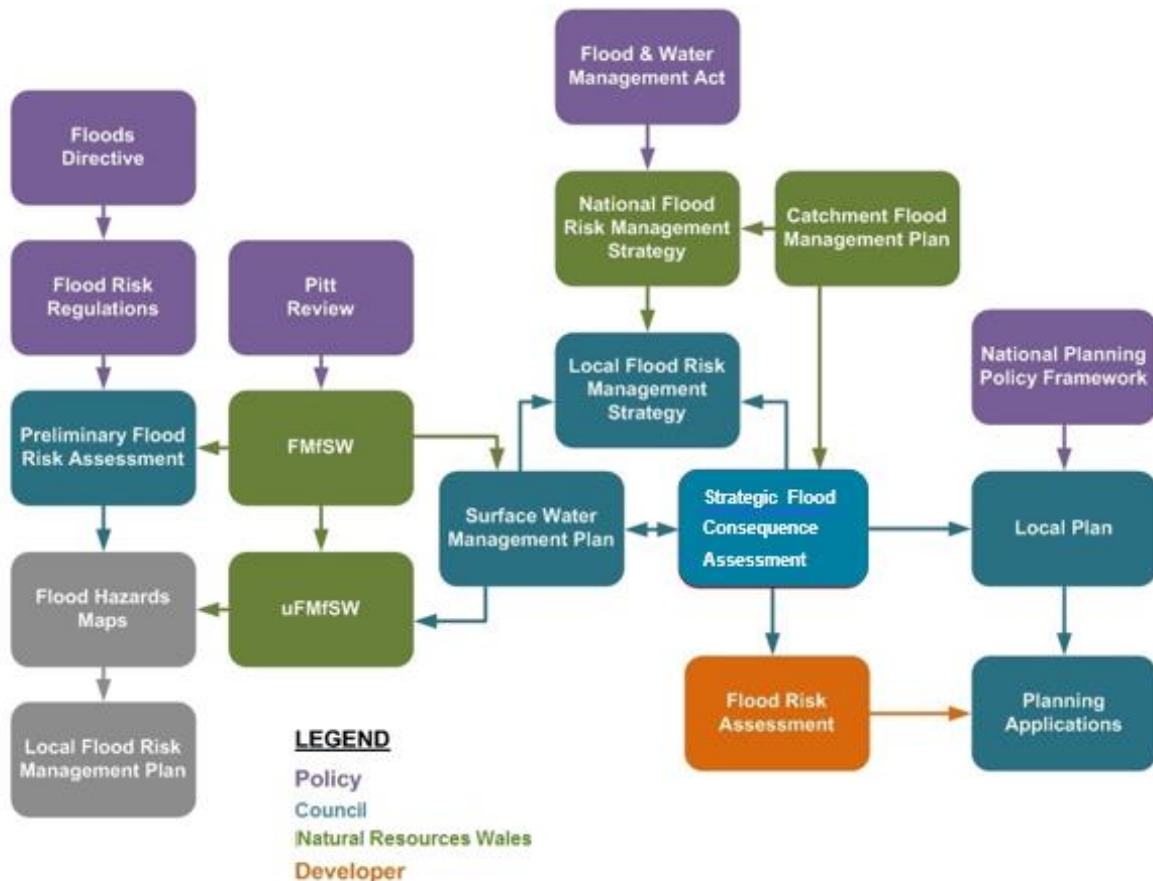 Flood & Water
Management Act
Floods
Directive
National Flood
Risk Management
Strategy
Catchment Flood
Management Plan
Flood Risk
Regulations
Pitt
Review
Local Flood Risk
Management
Strategy
National Planning
Policy Framework
Preliminary Flood
Risk Assessment
FMfSW
Surface Water
Management Plan
Strategic Flood
Consequence
Assessment
Local Plan
Flood Hazards
Maps
uFMfSW
Flood Risk
Assessment
Planning
Applications
Local Flood Risk
Management Plan
LEGEND
Policy
Council
Natural Resources Wales
Developer